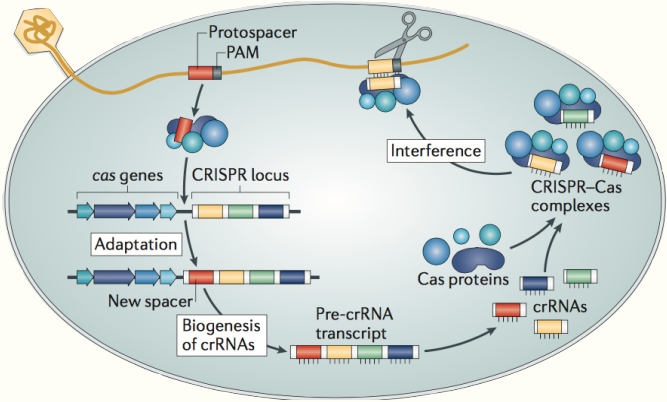 Protospacer
PAM
cas genes
CRISPR locus
Adaptation
New spacer
Biogenesis
of crRNAs
Pre-crRNA
transcript
Interference
CRISPR–Cas
complexes
Cas proteins
crRNAs